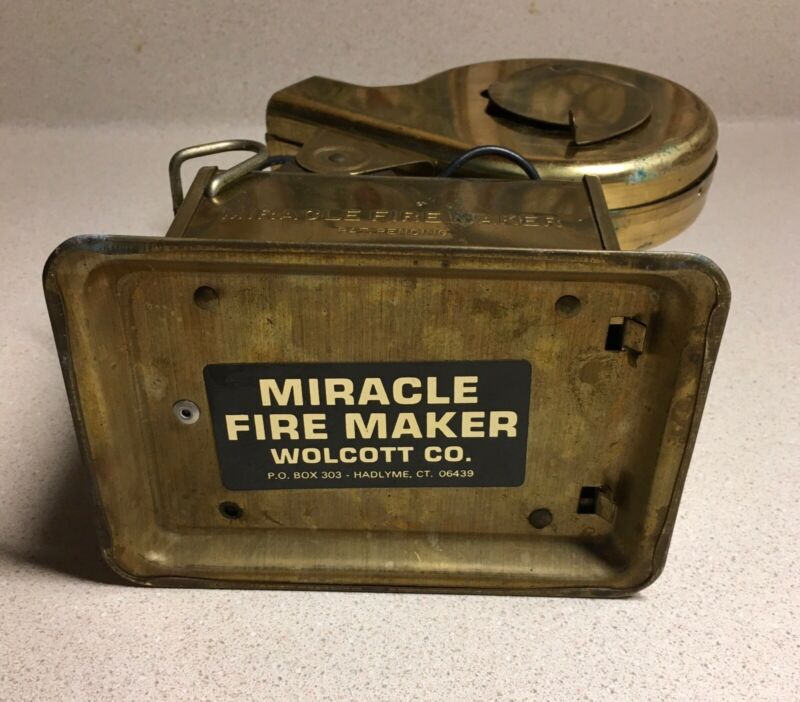 MIRACLE FIRE MAKER
PAT. PENDING
MIRACLE
FIRE MAKER
WOLCOTT CO.
P.O. BOX 303 - HADLYME, CT. 06439